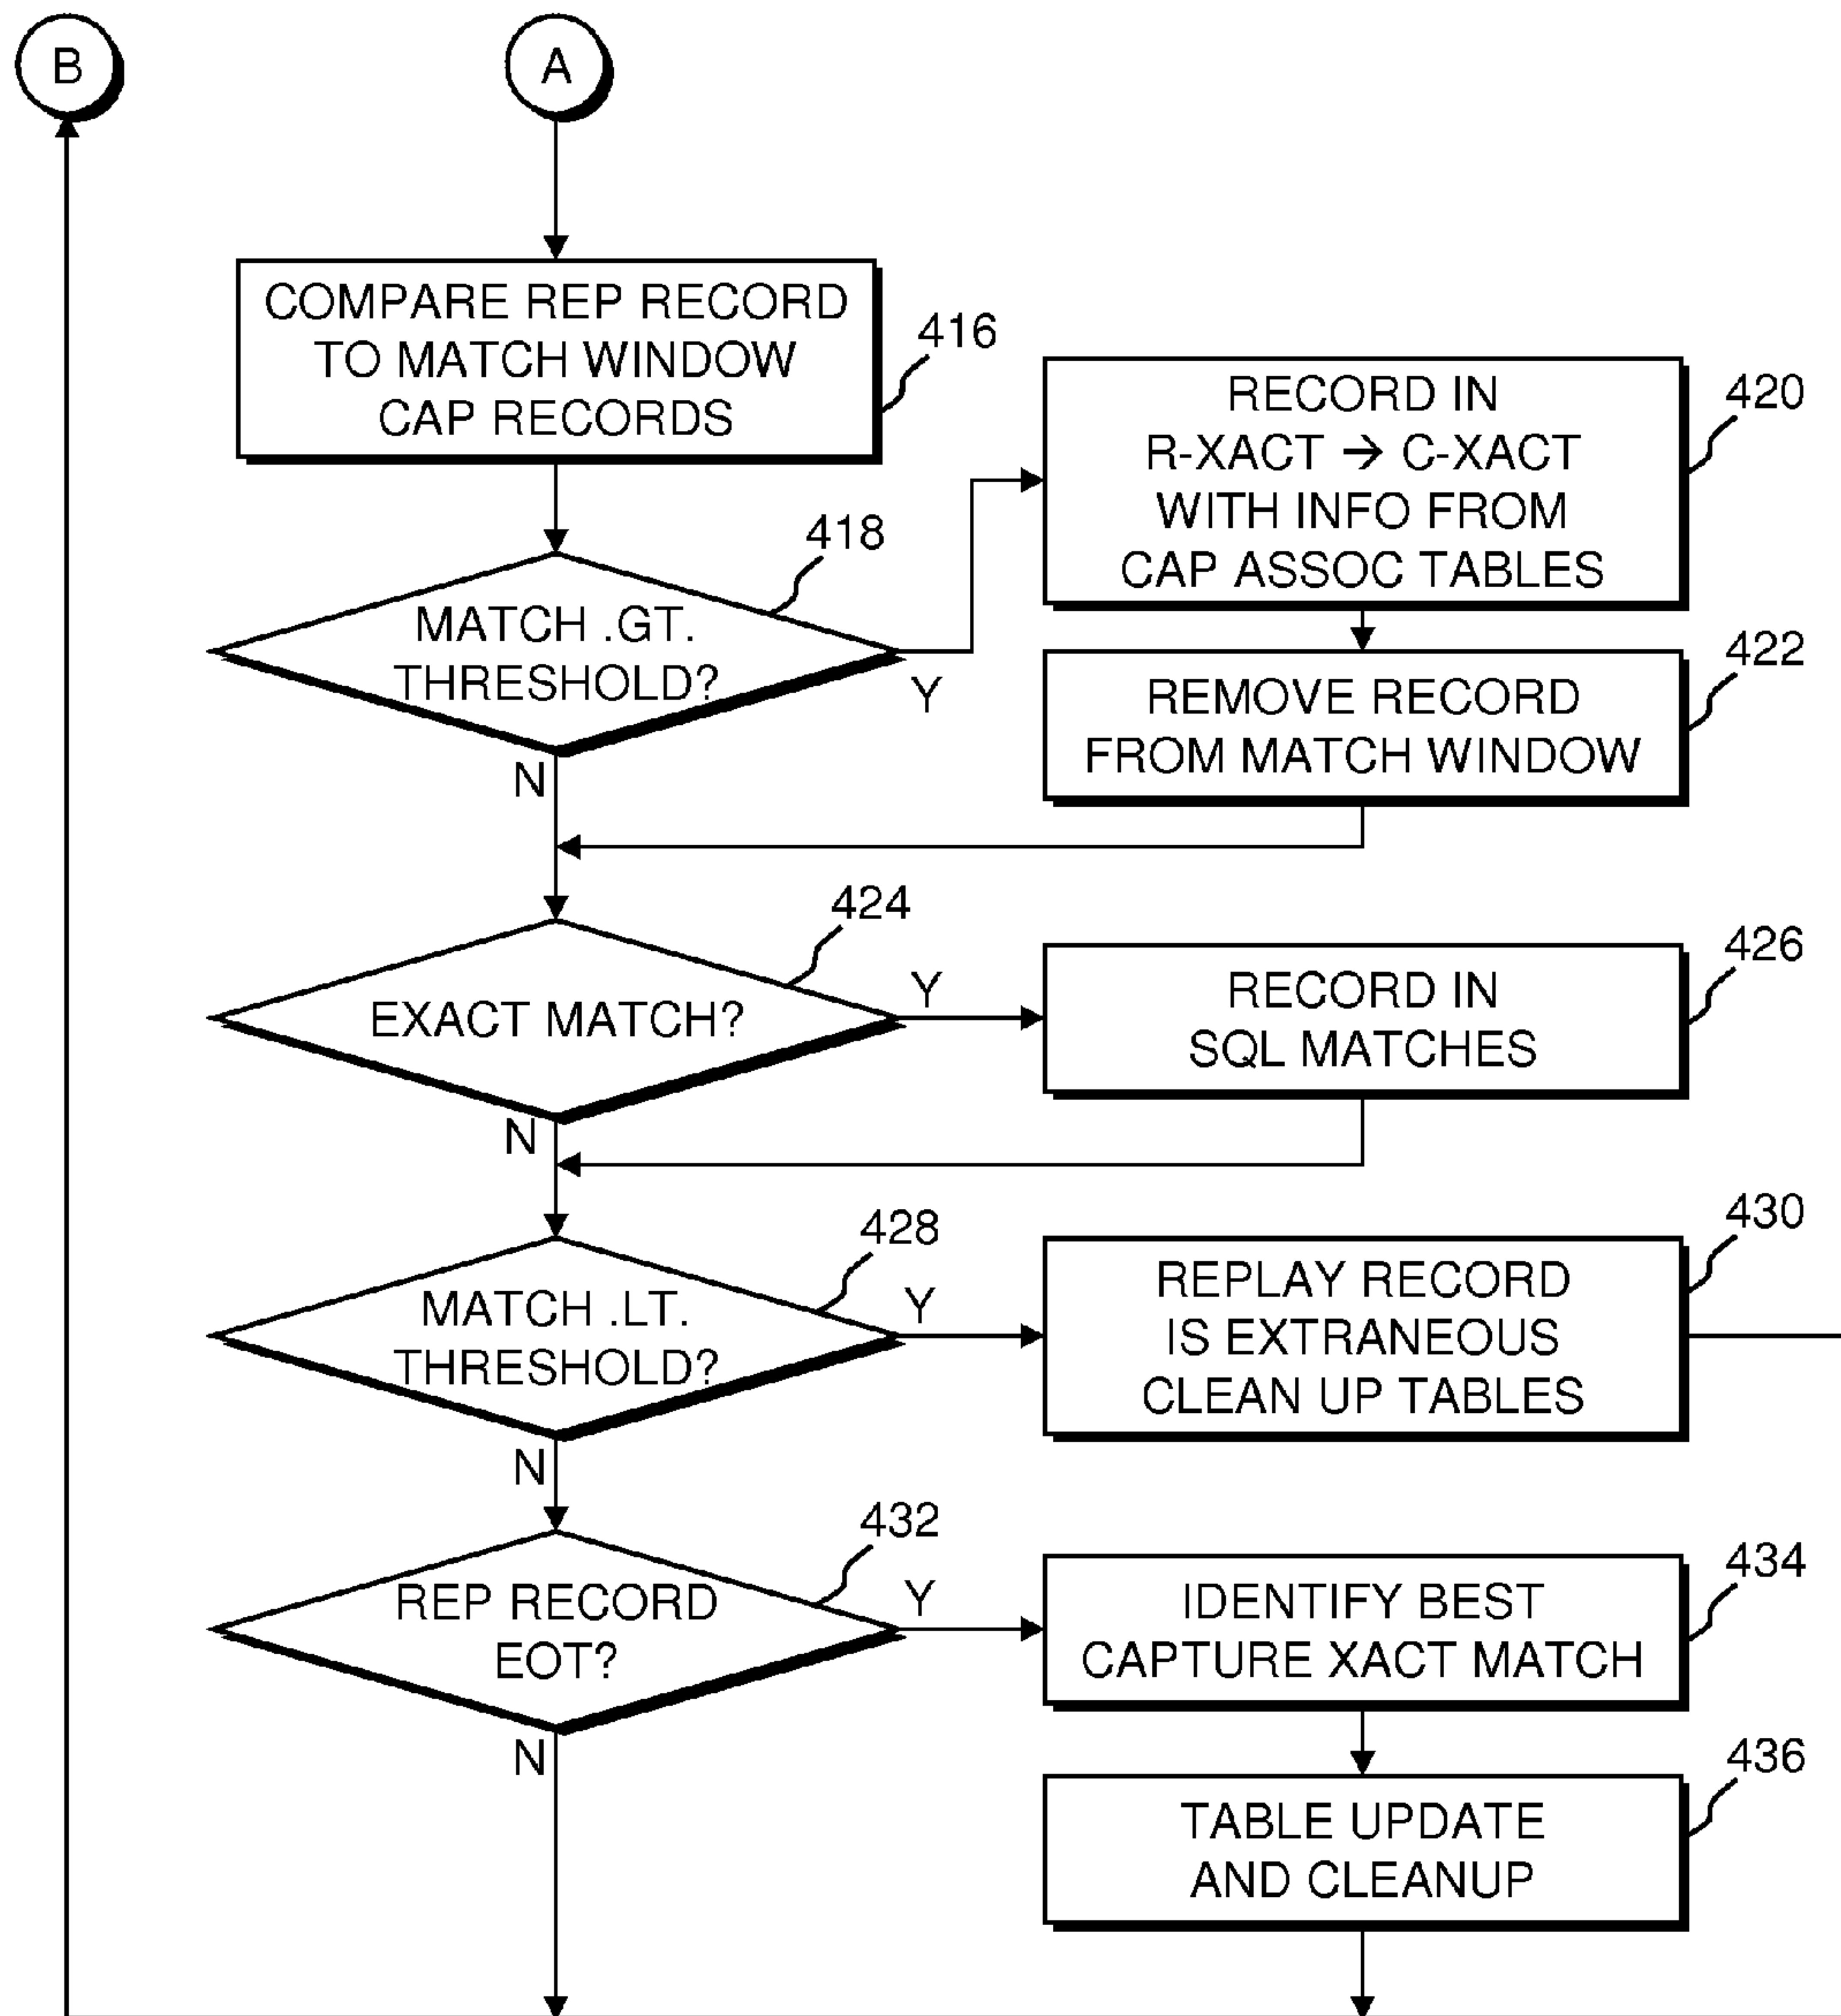 B
A
COMPARE REP RECORD
TO MATCH WINDOW
CAP RECORDS
416
RECORD IN
R-XACT → C-XACT
WITH INFO FROM
CAP ASSOC TABLES
420
418
MATCH .GT.
THRESHOLD?
Y
N
REMOVE RECORD
FROM MATCH WINDOW
422
424
EXACT MATCH?
Y
N
RECORD IN
SQL MATCHES
426
428
MATCH .LT.
THRESHOLD?
Y
N
REPLAY RECORD
IS EXTRANEOUS
CLEAN UP TABLES
430
432
REP RECORD
EOT?
Y
N
IDENTIFY BEST
CAPTURE XACT MATCH
434
TABLE UPDATE
AND CLEANUP
436